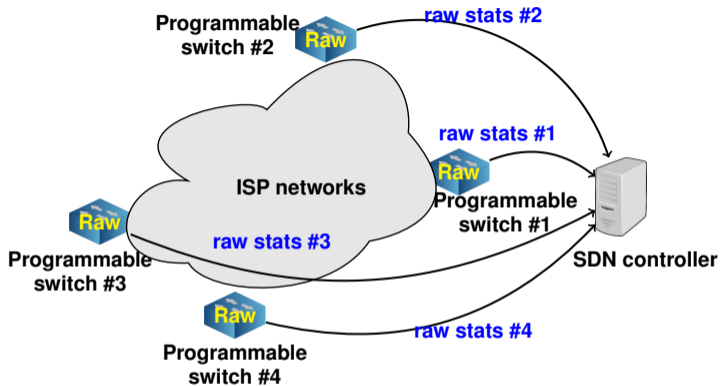 Programmable
switch #2
Raw
raw stats #2
raw stats #1
Raw
Programmable
switch #1
ISP networks
SDN controller
Raw
Programmable
switch #3
raw stats #3
Raw
Programmable
switch #4
raw stats #4